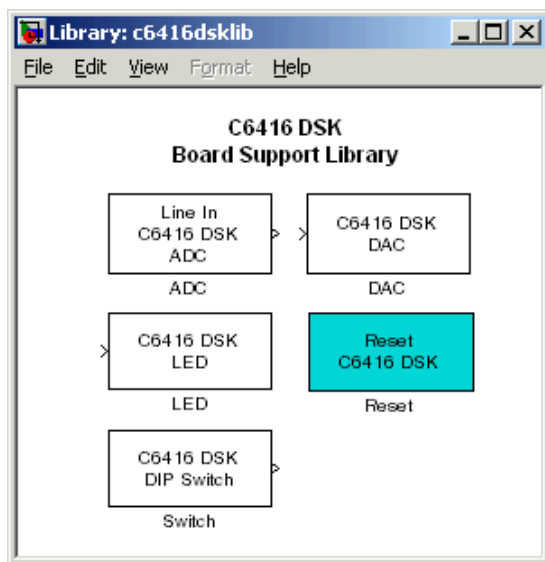 Library: c6416dsklib
File Edit View Format Help
C6416 DSK
Board Support Library
Line In
C6416 DSK
ADC
ADC
C6416 DSK
DAC
DAC
C6416 DSK
LED
LED
Reset
C6416 DSK
Reset
C6416 DSK
DIP Switch
Switch